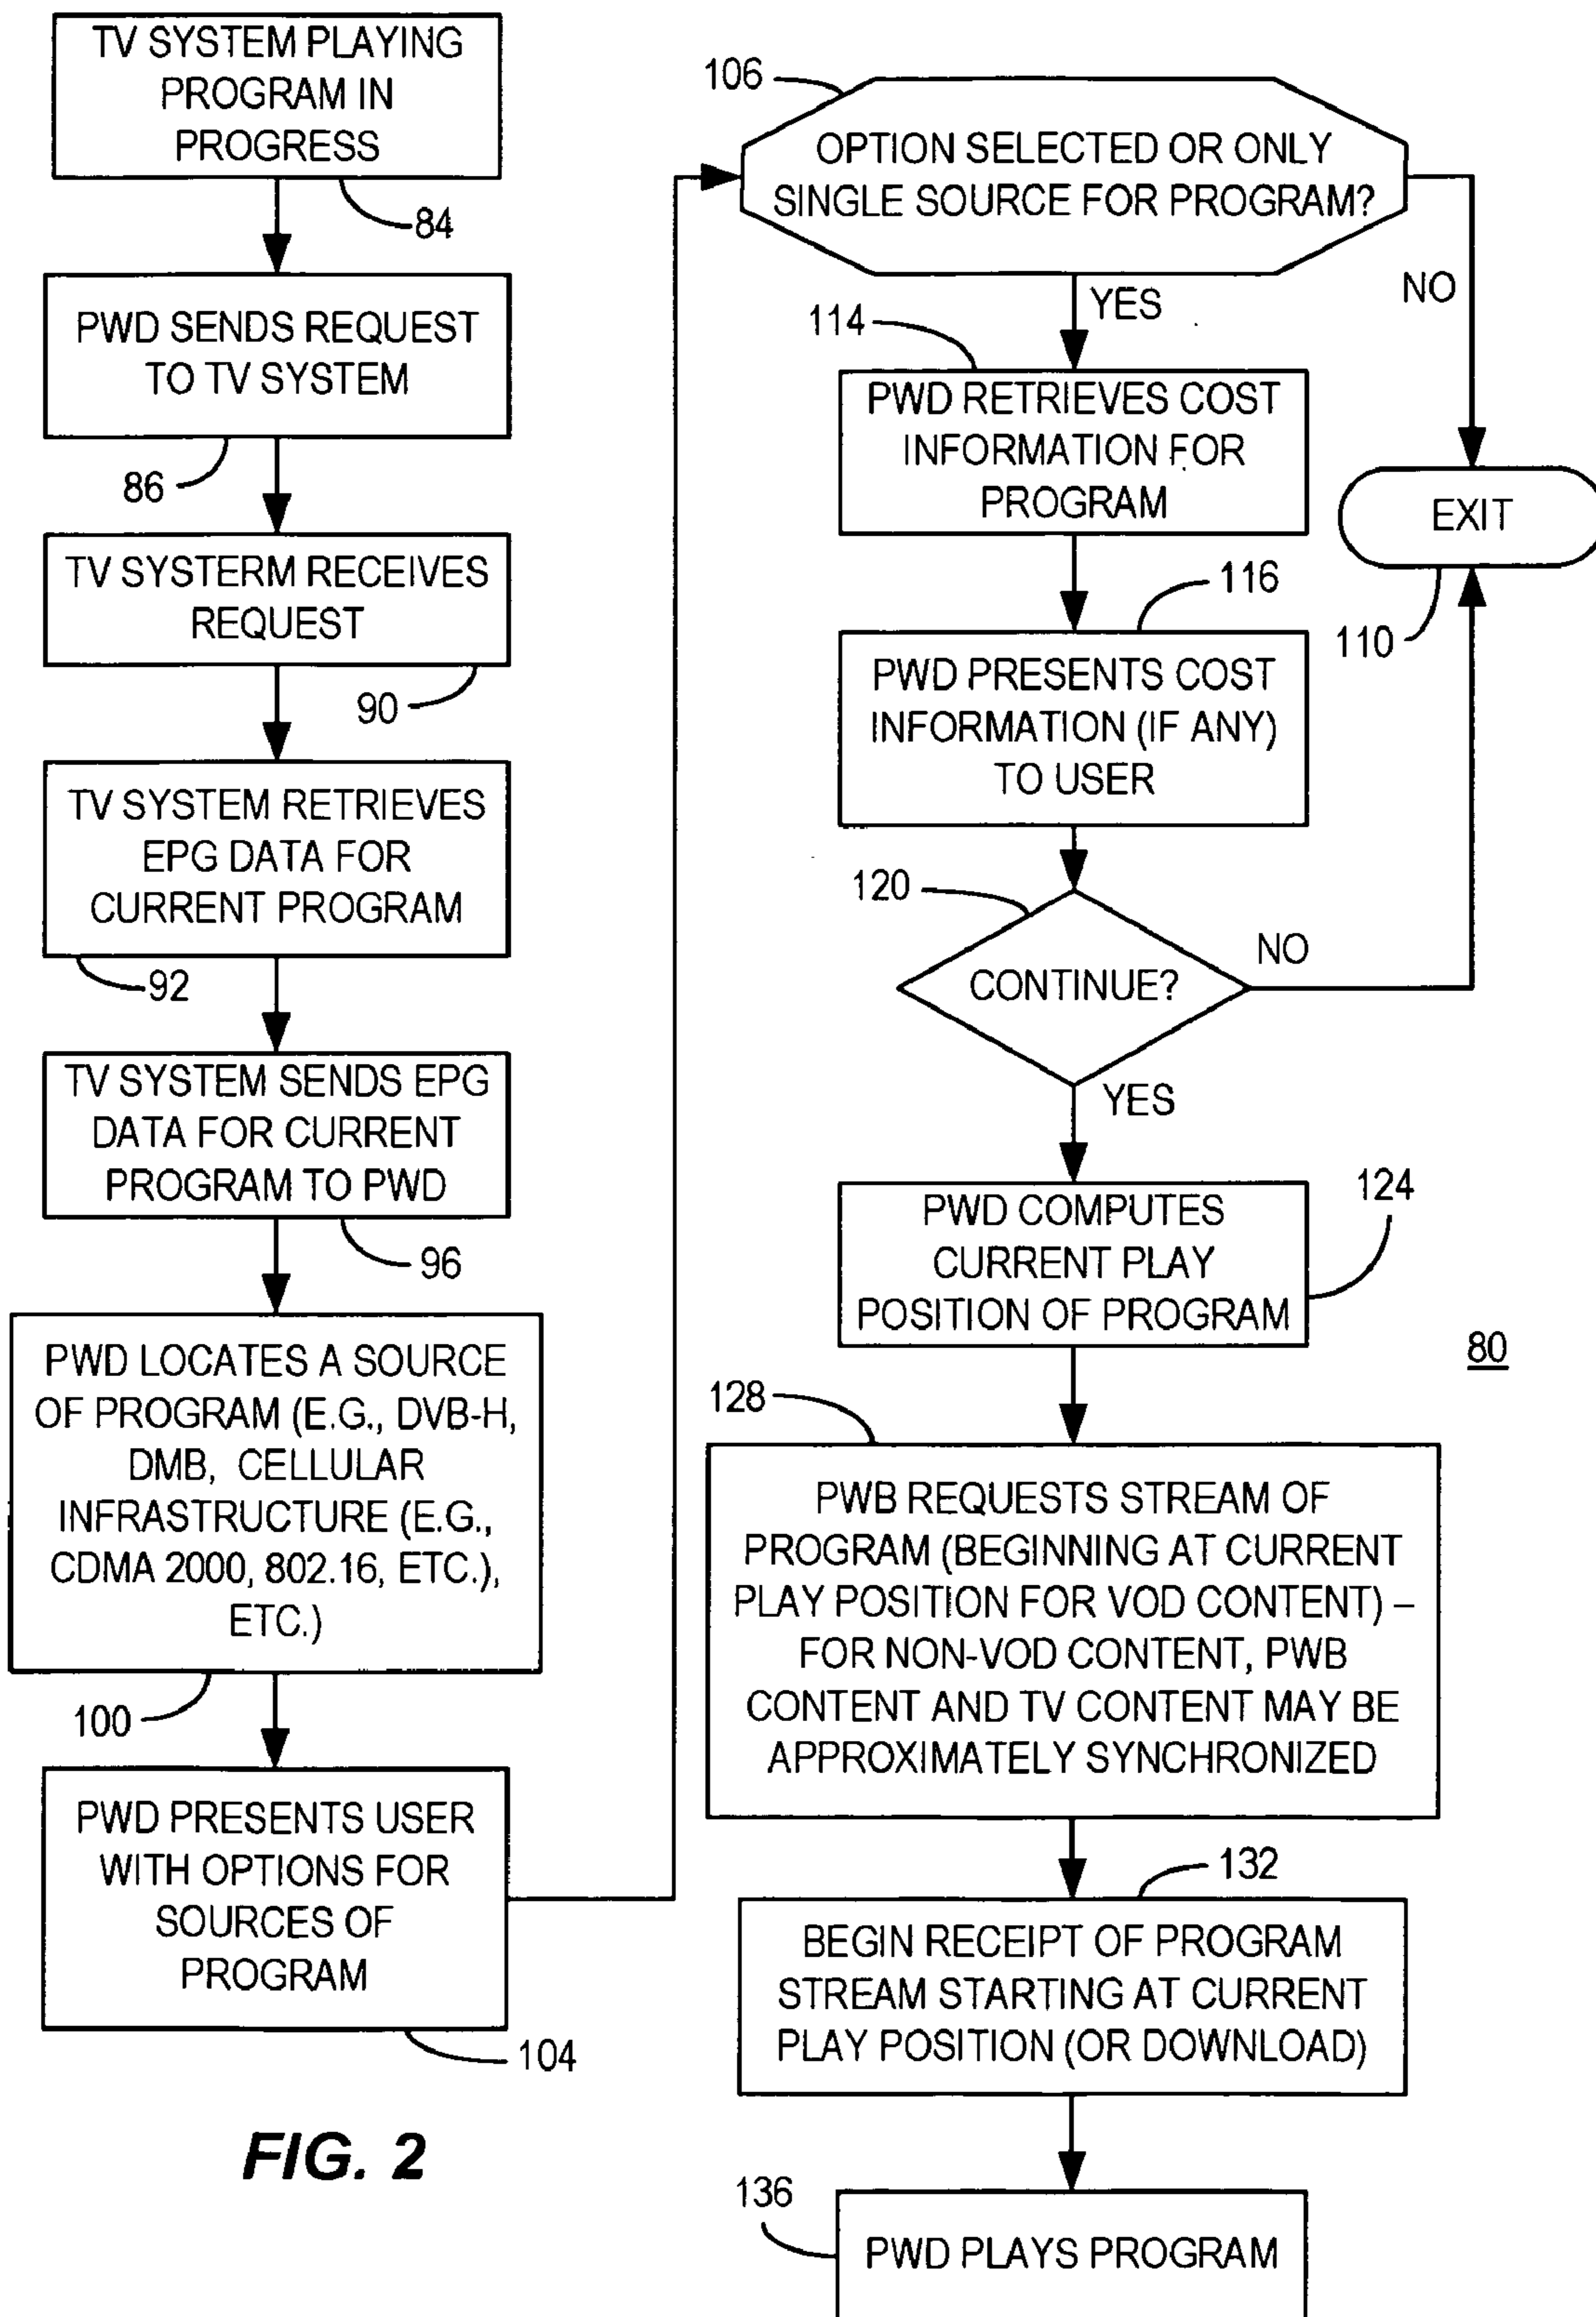 TV SYSTEM PLAYING
PROGRAM IN
PROGRESS
84
PWD SENDS REQUEST
TO TV SYSTEM
86
TV SYSTERM RECEIVES
REQUEST
90
TV SYSTEM RETRIEVES
EPG DATA FOR
CURRENT PROGRAM
92
TV SYSTEM SENDS EPG
DATA FOR CURRENT
PROGRAM TO PWD
96
PWD LOCATES A SOURCE
OF PROGRAM (E.G., DVB-H,
DMB, CELLULAR
INFRASTRUCTURE (E.G.,
CDMA 2000, 802.16, ETC.),
ETC.)
100
PWD PRESENTS USER
WITH OPTIONS FOR
SOURCES OF
PROGRAM
104
FIG. 2
106
OPTION SELECTED OR ONLY
SINGLE SOURCE FOR PROGRAM?
YES
NO
114
PWD RETRIEVES COST
INFORMATION FOR
PROGRAM
EXIT
110
116
PWD PRESENTS COST
INFORMATION (IF ANY)
TO USER
120
CONTINUE?
NO
YES
124
PWD COMPUTES
CURRENT PLAY
POSITION OF PROGRAM
80
128
PWB REQUESTS STREAM OF
PROGRAM (BEGINNING AT CURRENT
PLAY POSITION FOR VOD CONTENT) –
FOR NON-VOD CONTENT, PWB
CONTENT AND TV CONTENT MAY BE
APPROXIMATELY SYNCHRONIZED
132
BEGIN RECEIPT OF PROGRAM
STREAM STARTING AT CURRENT
PLAY POSITION (OR DOWNLOAD)
136
PWD PLAYS PROGRAM